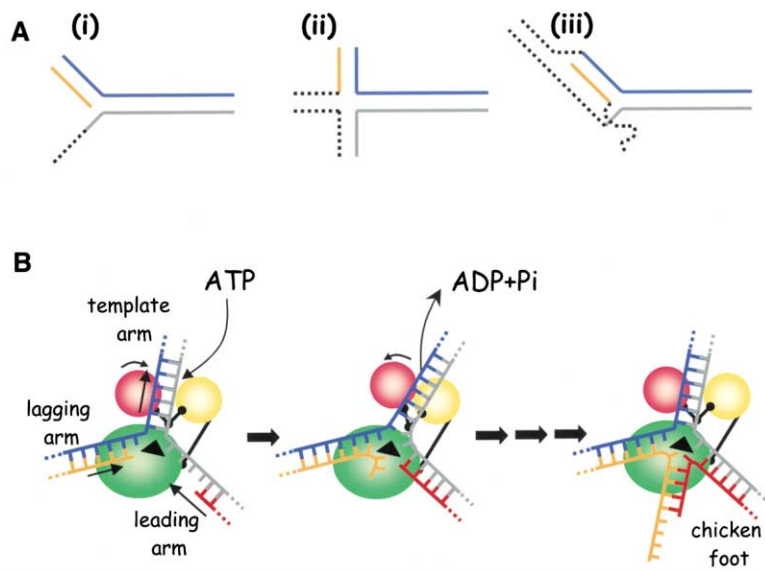 A
(i)
(ii)
(iii)
B
ATP
ADP+Pi
template
arm
lagging
arm
leading
arm
chicken
foot